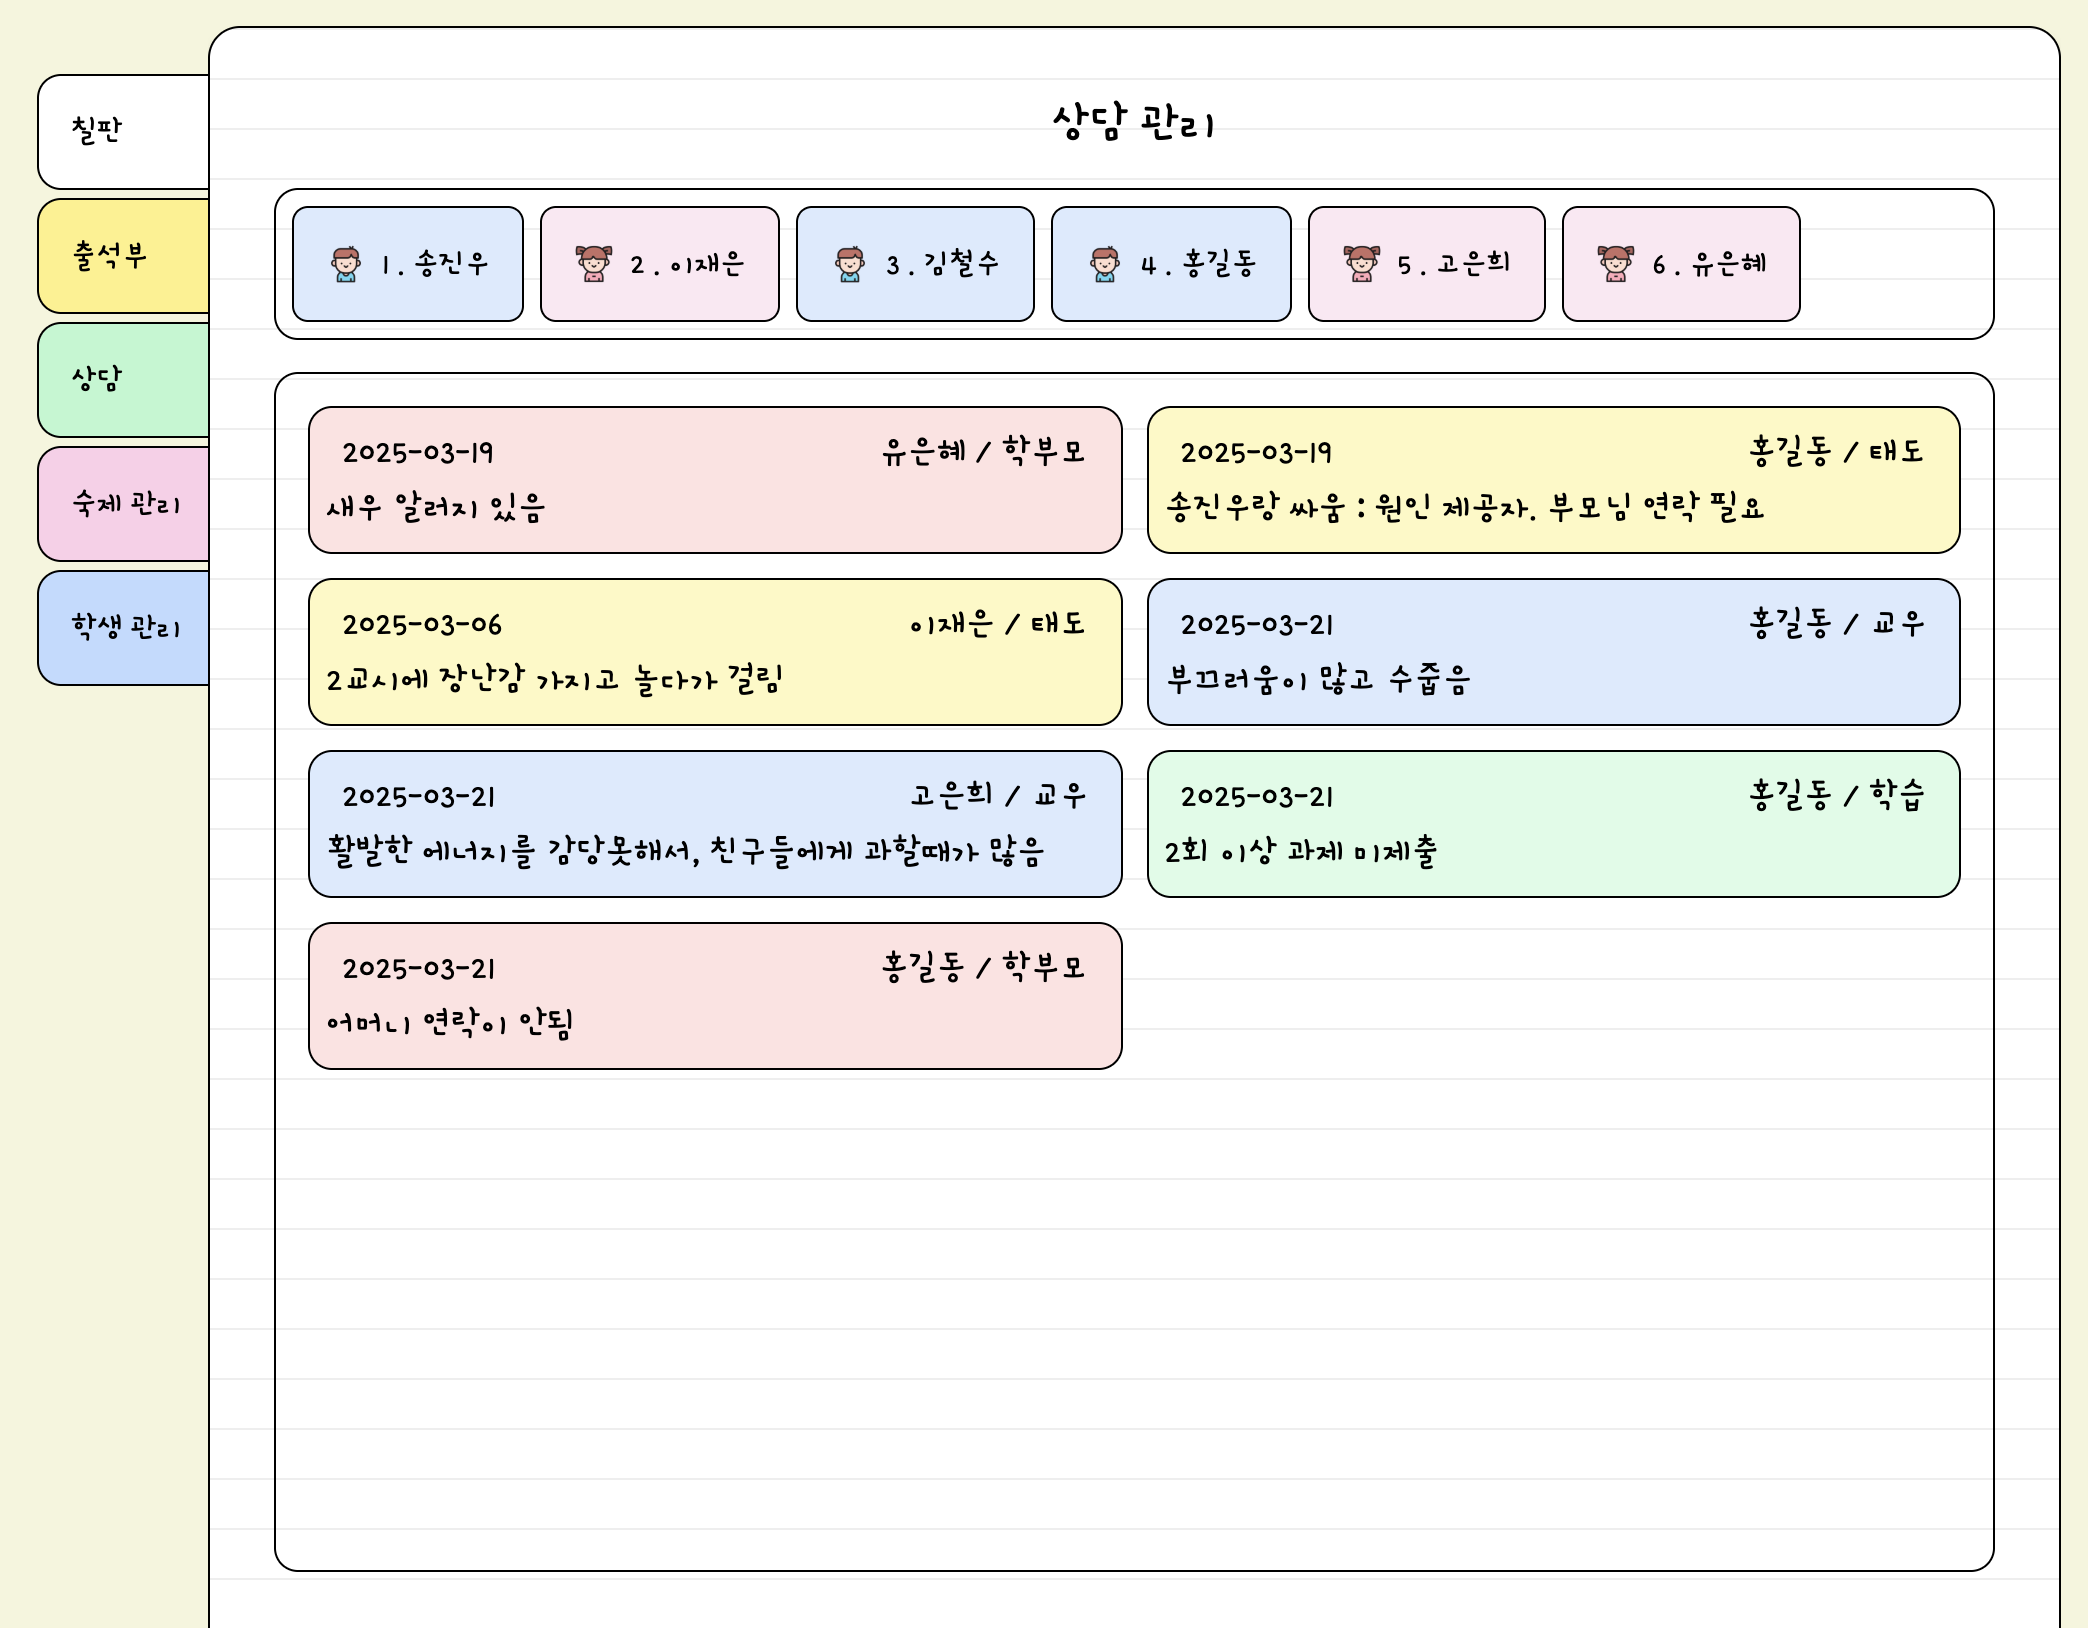 칠판
출석부
상담
숙제 관리
학생 관리
상담 관리
1. 송진우
2. 이재은
3. 김철수
4. 홍길동
5. 고은희
6. 유은혜
2025-03-19 유은혜 / 학부모
새우 알러지 있음
2025-03-19 홍길동 / 태도
송진우랑 싸움 : 원인 제공자. 부모님 연락 필요
2025-03-06 이재은 / 태도
2교시에 장난감 가지고 놀다가 걸림
2025-03-21 홍길동 / 교우
부끄러움이 많고 수줍음
2025-03-21 고은희 / 교우
활발한 에너지를 감당못해서, 친구들에게 과할때가 많음
2025-03-21 홍길동 / 학습
2회 이상 과제 미제출
2025-03-21 홍길동 / 학부모
어머니 연락이 안됨